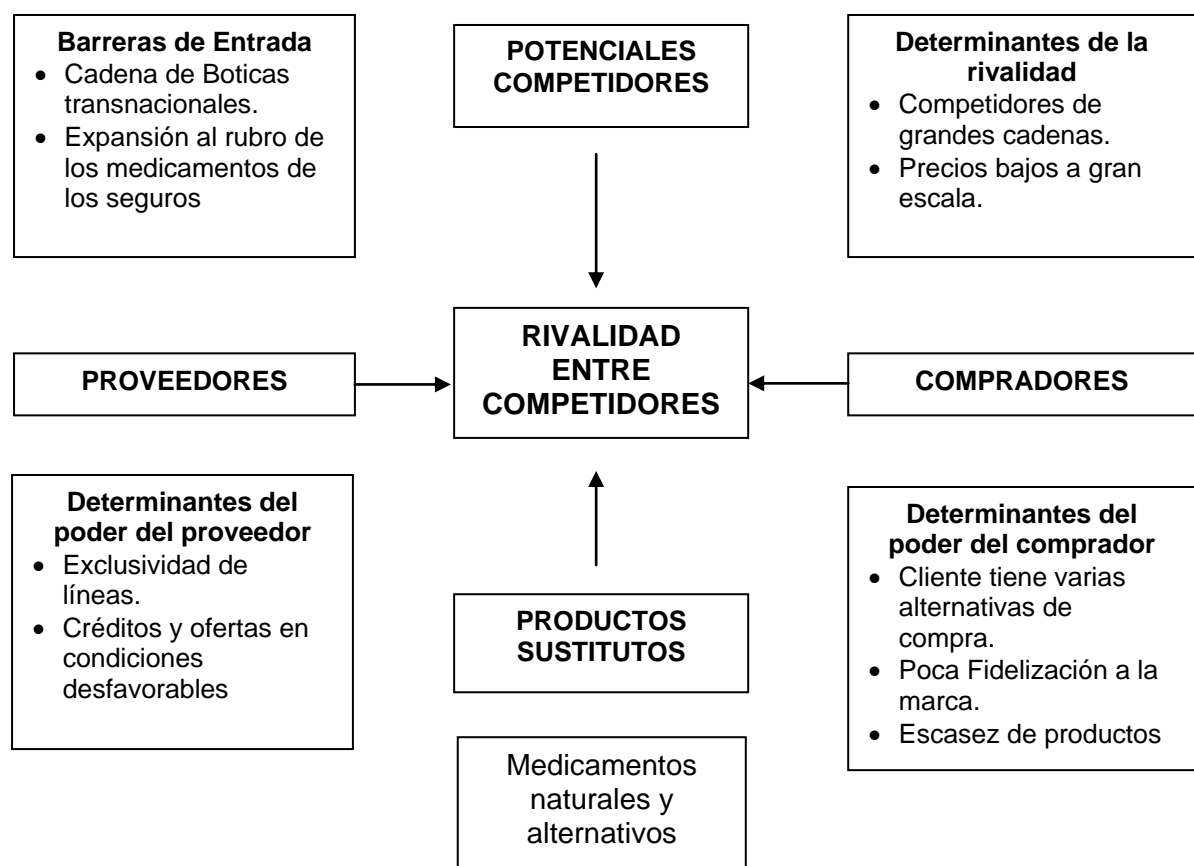 Barreras de Entrada
• Cadena de Boticas
transnacionales.
• Expansión al rubro de
los medicamentos de
los seguros
POTENCIALES
COMPETIDORES
Determinantes de la
rivalidad
• Competidores de
grandes cadenas.
• Precios bajos a gran
escala.
PROVEEDORES
RIVALIDAD
ENTRE
COMPETIDORES
COMPRADORES
Determinantes del
poder del proveedor
• Exclusividad de
líneas.
• Créditos y ofertas en
condiciones
desfavorables
PRODUCTOS
SUSTITUTOS
Medicamentos
naturales y
alternativos
Determinantes del
poder del comprador
• Cliente tiene varias
alternativas de
compra.
• Poca Fidelización a la
marca.
• Escasez de productos